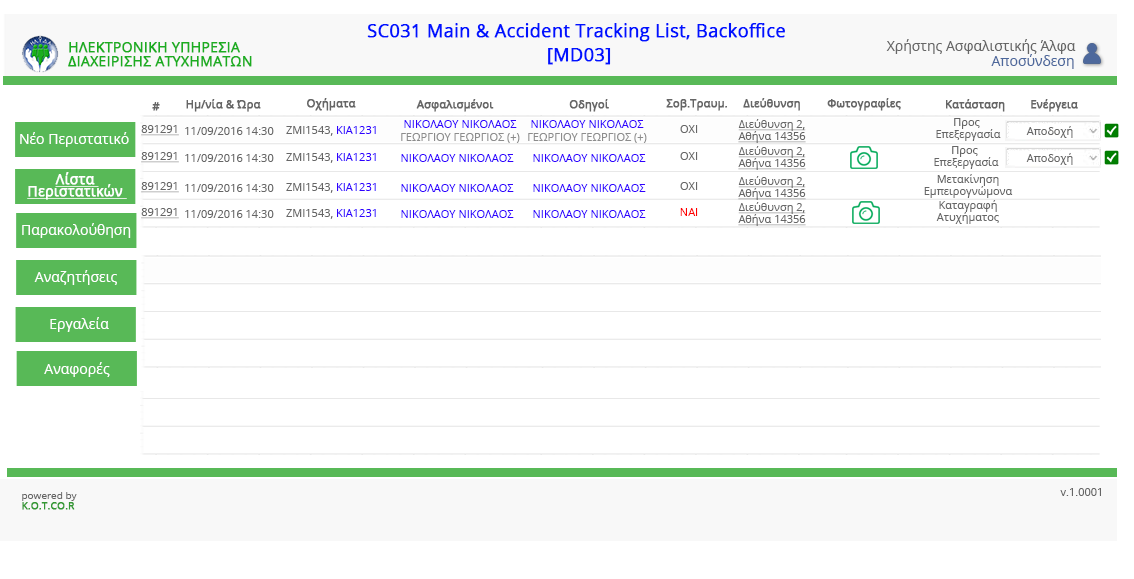 SC031 Main & Accident Tracking List, Backoffice
[MD03]
ΗΛΕΚΤΡΟΝΙΚΗ ΥΠΗΡΕΣΙΑ
ΔΙΑΧΕΙΡΙΣΗΣ ΑΤΥΧΗΜΑΤΩΝ
Χρήστης Ασφαλιστικής Άλφα
Αποσύνδεση
# Ημ/νία & Ώρα Οχήματα Ασφαλισμένοι Οδηγοί Σοβ.Τραυμ. Διεύθυνση Φωτογραφίες Κατάσταση Ενέργεια
Νέο Περιστατικό
Λίστα
Περιστατικών
Παρακολούθηση
Αναζητήσεις
Εργαλεία
Αναφορές
891291 11/09/2016 14:30 ZMI1543, KIA1231 ΝΙΚΟΛΑΟΥ ΝΙΚΟΛΑΟΣ ΝΙΚΟΛΑΟΥ ΝΙΚΟΛΑΟΣ ΟΧΙ Διεύθυνση 2, Προς Αποδοχή
ΓΕΩΡΓΙΟΥ ΓΕΩΡΓΙΟΣ (+) ΓΕΩΡΓΙΟΥ ΓΕΩΡΓΙΟΣ (+) Αθήνα 14356 Επεξεργασία
891291 11/09/2016 14:30 ZMI1543, KIA1231 ΝΙΚΟΛΑΟΥ ΝΙΚΟΛΑΟΣ ΝΙΚΟΛΑΟΥ ΝΙΚΟΛΑΟΣ ΟΧΙ Διεύθυνση 2, Προς Αποδοχή
Αθήνα 14356 Επεξεργασία
891291 11/09/2016 14:30 ZMI1543, KIA1231 ΝΙΚΟΛΑΟΥ ΝΙΚΟΛΑΟΣ ΝΙΚΟΛΑΟΥ ΝΙΚΟΛΑΟΣ ΟΧΙ Διεύθυνση 2, Μετακίνηση
Αθήνα 14356 Εμπειρογνώμονα
891291 11/09/2016 14:30 ZMI1543, KIA1231 ΝΙΚΟΛΑΟΥ ΝΙΚΟΛΑΟΣ ΝΙΚΟΛΑΟΥ ΝΙΚΟΛΑΟΣ ΝΑΙ Διεύθυνση 2, Καταγραφή
Αθήνα 14356 Ατυχήματος
powered by
K.O.T.CO.R
v.1.0001